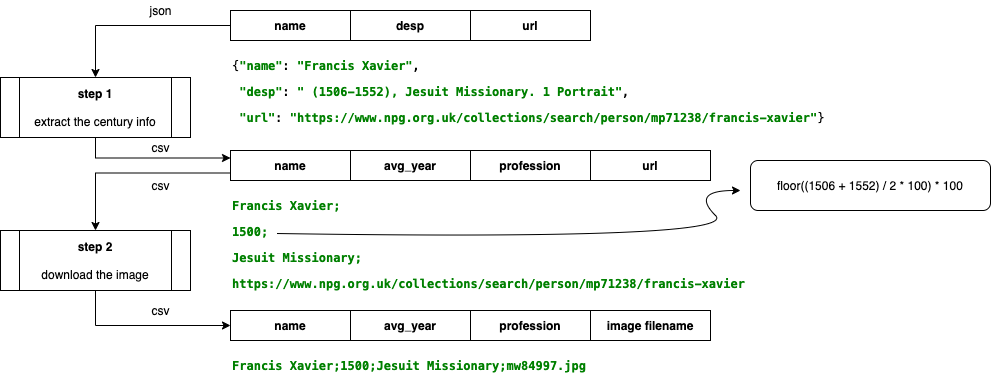 json
name desp url
{"name": "Francis Xavier",
"desp": " (1506-1552), Jesuit Missionary. 1 Portrait",
"url": "https://www.npg.org.uk/collections/search/person/mp71238/francis-xavier"}
step 1
extract the century info
csv
name avg_year profession url
csv
floor((1506 + 1552) / 2 * 100) * 100
Francis Xavier;
1500;
Jesuit Missionary;
https://www.npg.org.uk/collections/search/person/mp71238/francis-xavier
step 2
download the image
csv
name avg_year profession image filename
Francis Xavier;1500;Jesuit Missionary;mw84997.jpg